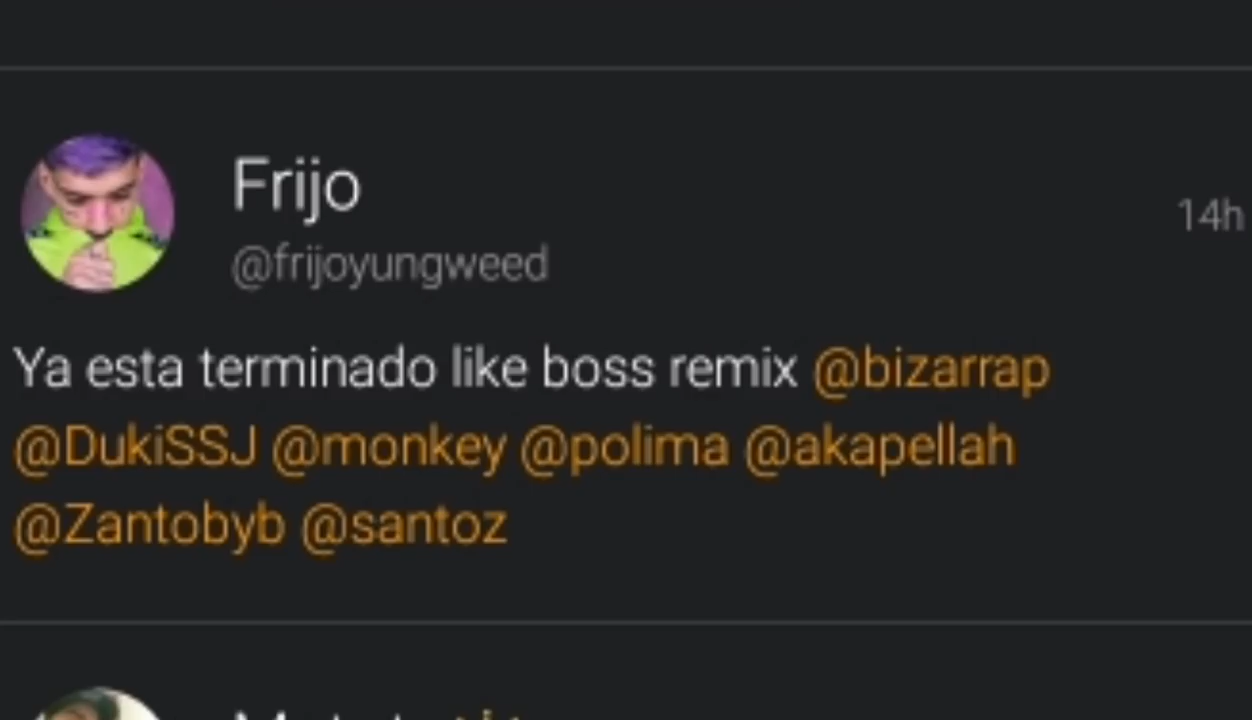 Frijo
14h
@frijoyungweed
Ya esta terminado like boss remix @bizarrap
@DukiSSJ @monkey @polima @akapellah
@Zantobyb @santoz